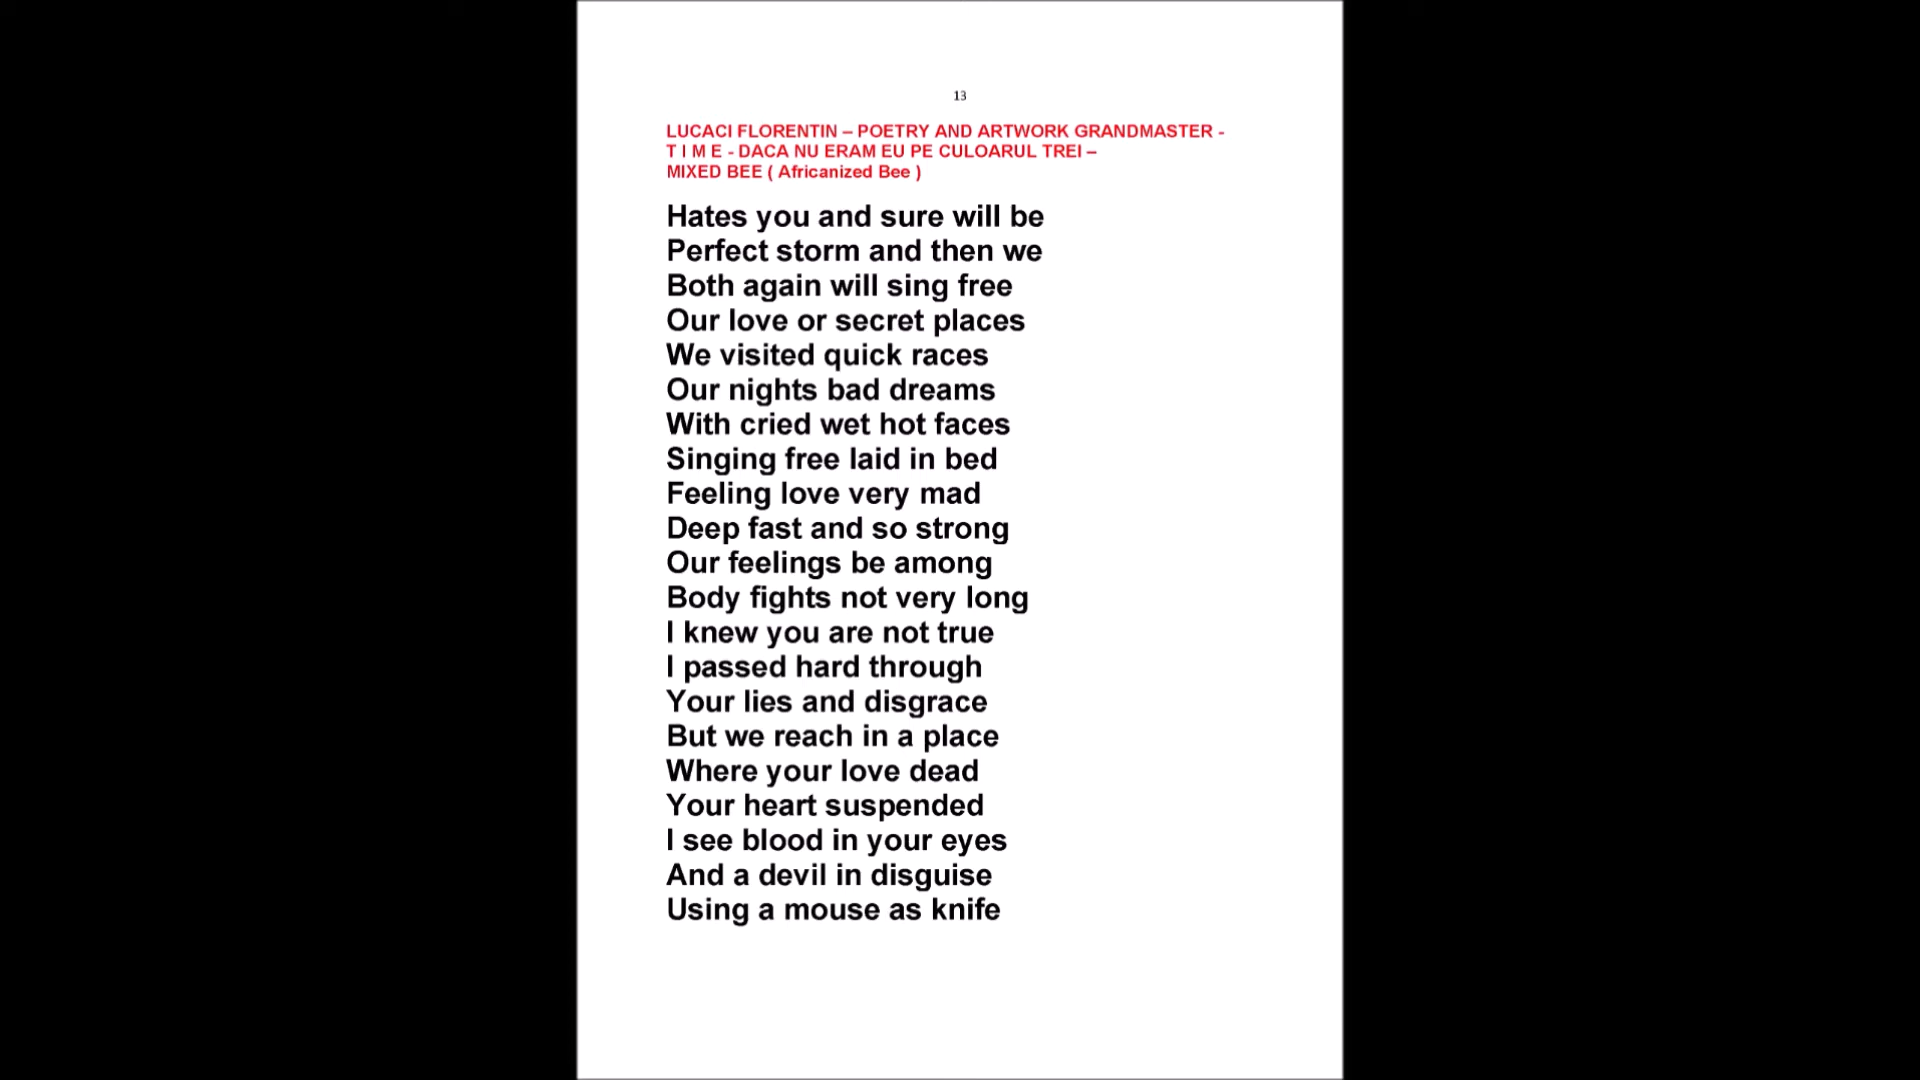 13
LUCACI FLORENTIN – POETRY AND ARTWORK GRANDMASTER -
T I M E - DACA NU ERAM EU PE CULOARUL TREI –
MIXED BEE ( Africanized Bee )
Hates you and sure will be
Perfect storm and then we
Both again will sing free
Our love or secret places
We visited quick races
Our nights bad dreams
With cried wet hot faces
Singing free laid in bed
Feeling love very mad
Deep fast and so strong
Our feelings be among
Body fights not very long
I knew you are not true
I passed hard through
Your lies and disgrace
But we reach in a place
Where your love dead
Your heart suspended
I see blood in your eyes
And a devil in disguise
Using a mouse as knife